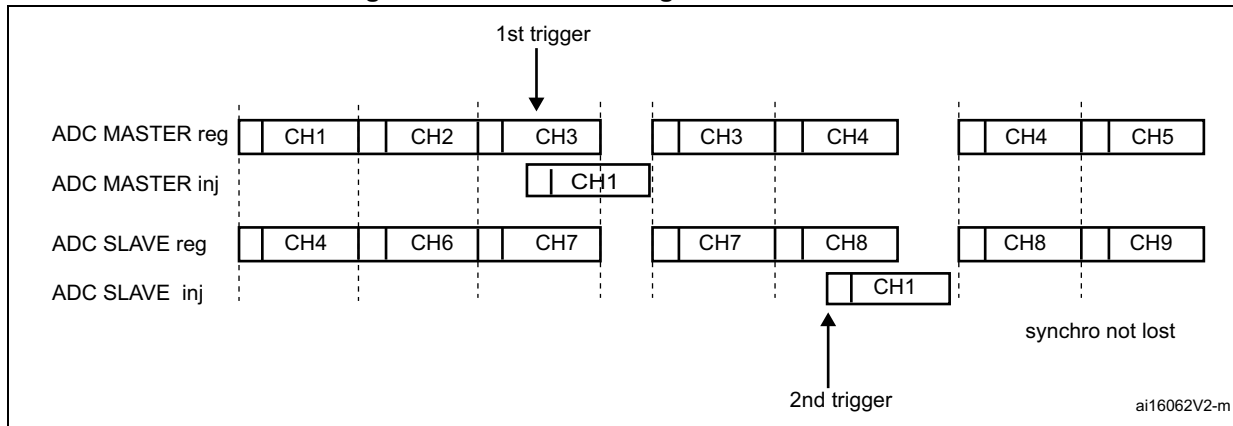 1st trigger
ADC MASTER reg CH1 CH2 CH3 CH3 CH4 CH4 CH5
ADC MASTER inj CH1
ADC SLAVE reg CH4 CH6 CH7 CH7 CH8 CH8 CH9
ADC SLAVE inj CH1
synchro not lost
2nd trigger
ai16062V2-m